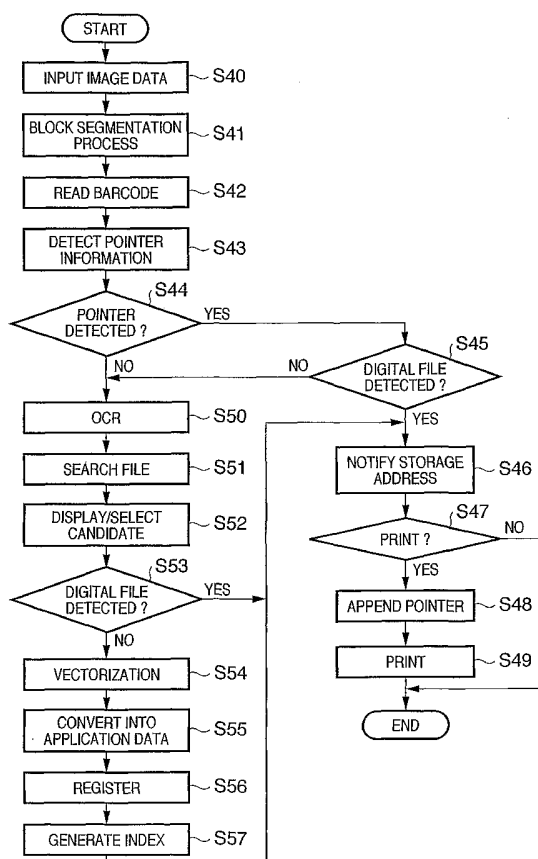 START
INPUT IMAGE DATA
S40
BLOCK SEGMENTATION
PROCESS
S41
READ BARCODE
S42
DETECT POINTER
INFORMATION
S43
S44
POINTER
DETECTED ?
YES
NO
S45
DIGITAL FILE
DETECTED ?
NO
YES
OCR
S50
SEARCH FILE
S51
DISPLAY/SELECT
CANDIDATE
S52
S53
DIGITAL FILE
DETECTED ?
YES
NO
VECTORIZATION
S54
CONVERT INTO
APPLICATION DATA
S55
REGISTER
S56
GENERATE INDEX
S57
NOTIFY STORAGE
ADDRESS
S46
S47
PRINT ?
NO
YES
APPEND POINTER
S48
PRINT
S49
END